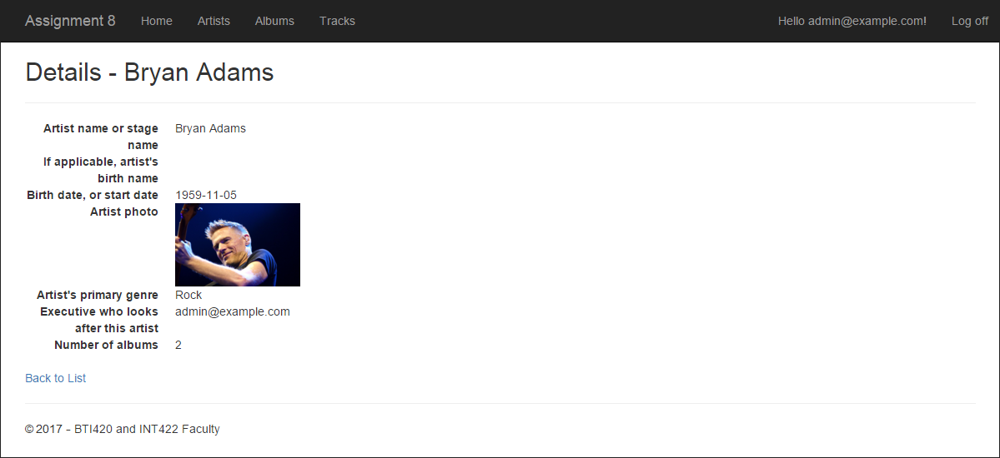 Assignment 8 Home Artists Albums Tracks Hello admin@example.com! Log off
Details - Bryan Adams
Artist name or stage name Bryan Adams
If applicable, artist's birth name
Birth date, or start date 1959-11-05
Artist photo
Artist's primary genre Rock
Executive who looks after this artist admin@example.com
Number of albums 2
Back to List
© 2017 - BTI420 and INT422 Faculty